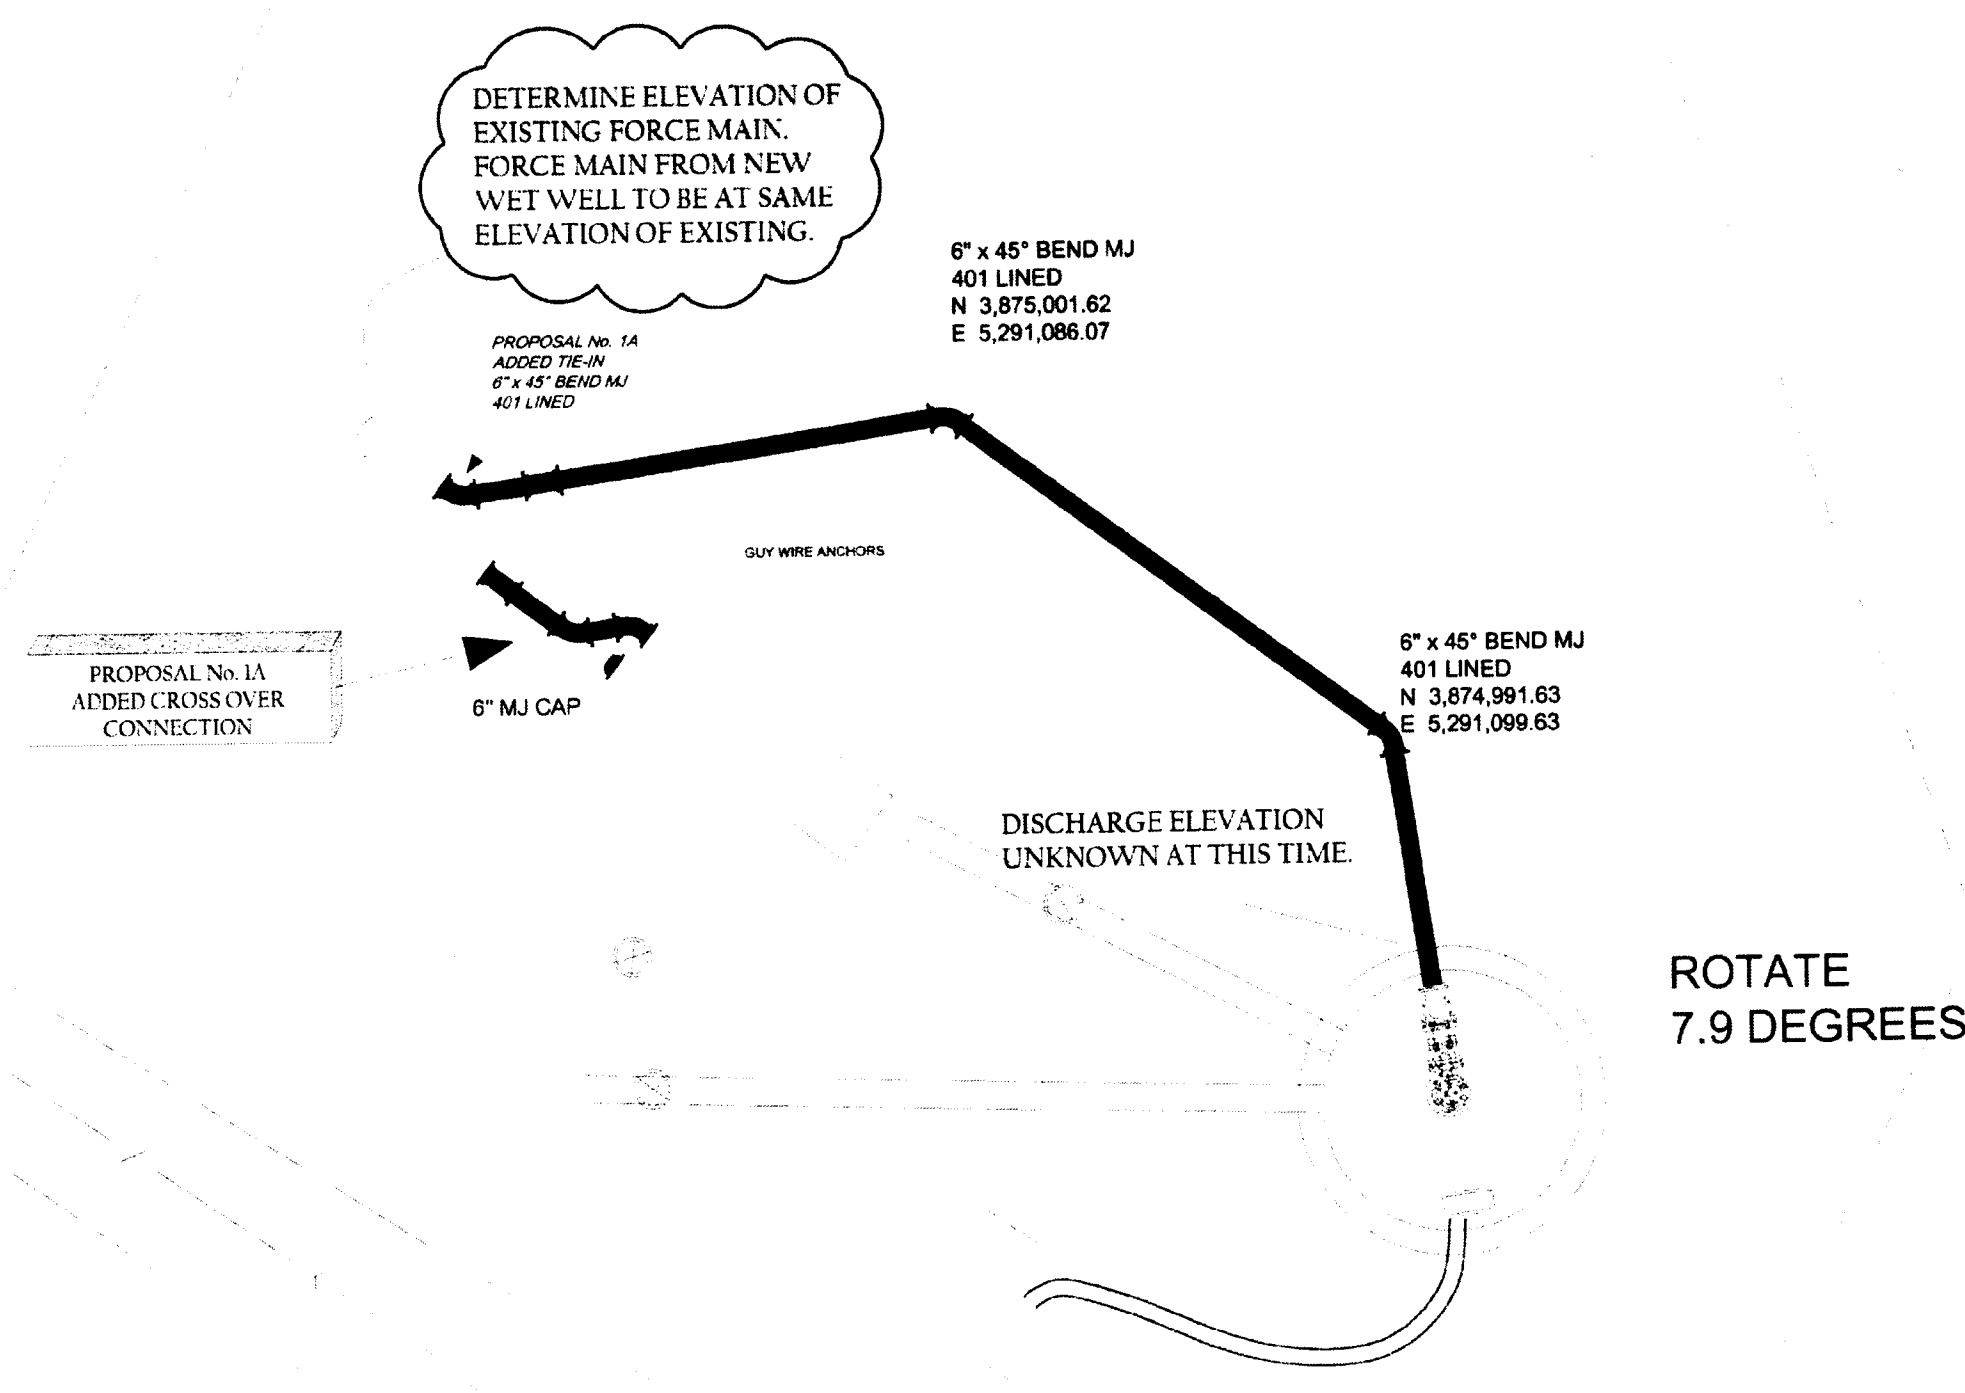 DETERMINE ELEVATION OF
EXISTING FORCE MAIN.
FORCE MAIN FROM NEW
WET WELL TO BE AT SAME
ELEVATION OF EXISTING.
6" x 45° BEND MJ
401 LINED
N 3,875,001.62
E 5,291,086.07
PROPOSAL No. 1A
ADDED TIE-IN
6" x 45° BEND MJ
401 LINED
GUY WIRE ANCHORS
PROPOSAL No. 1A
ADDED CROSS OVER
CONNECTION
6" MJ CAP
6" x 45° BEND MJ
401 LINED
N 3,874,991.63
E 5,291,099.63
DISCHARGE ELEVATION
UNKNOWN AT THIS TIME.
ROTATE
7.9 DEGREES